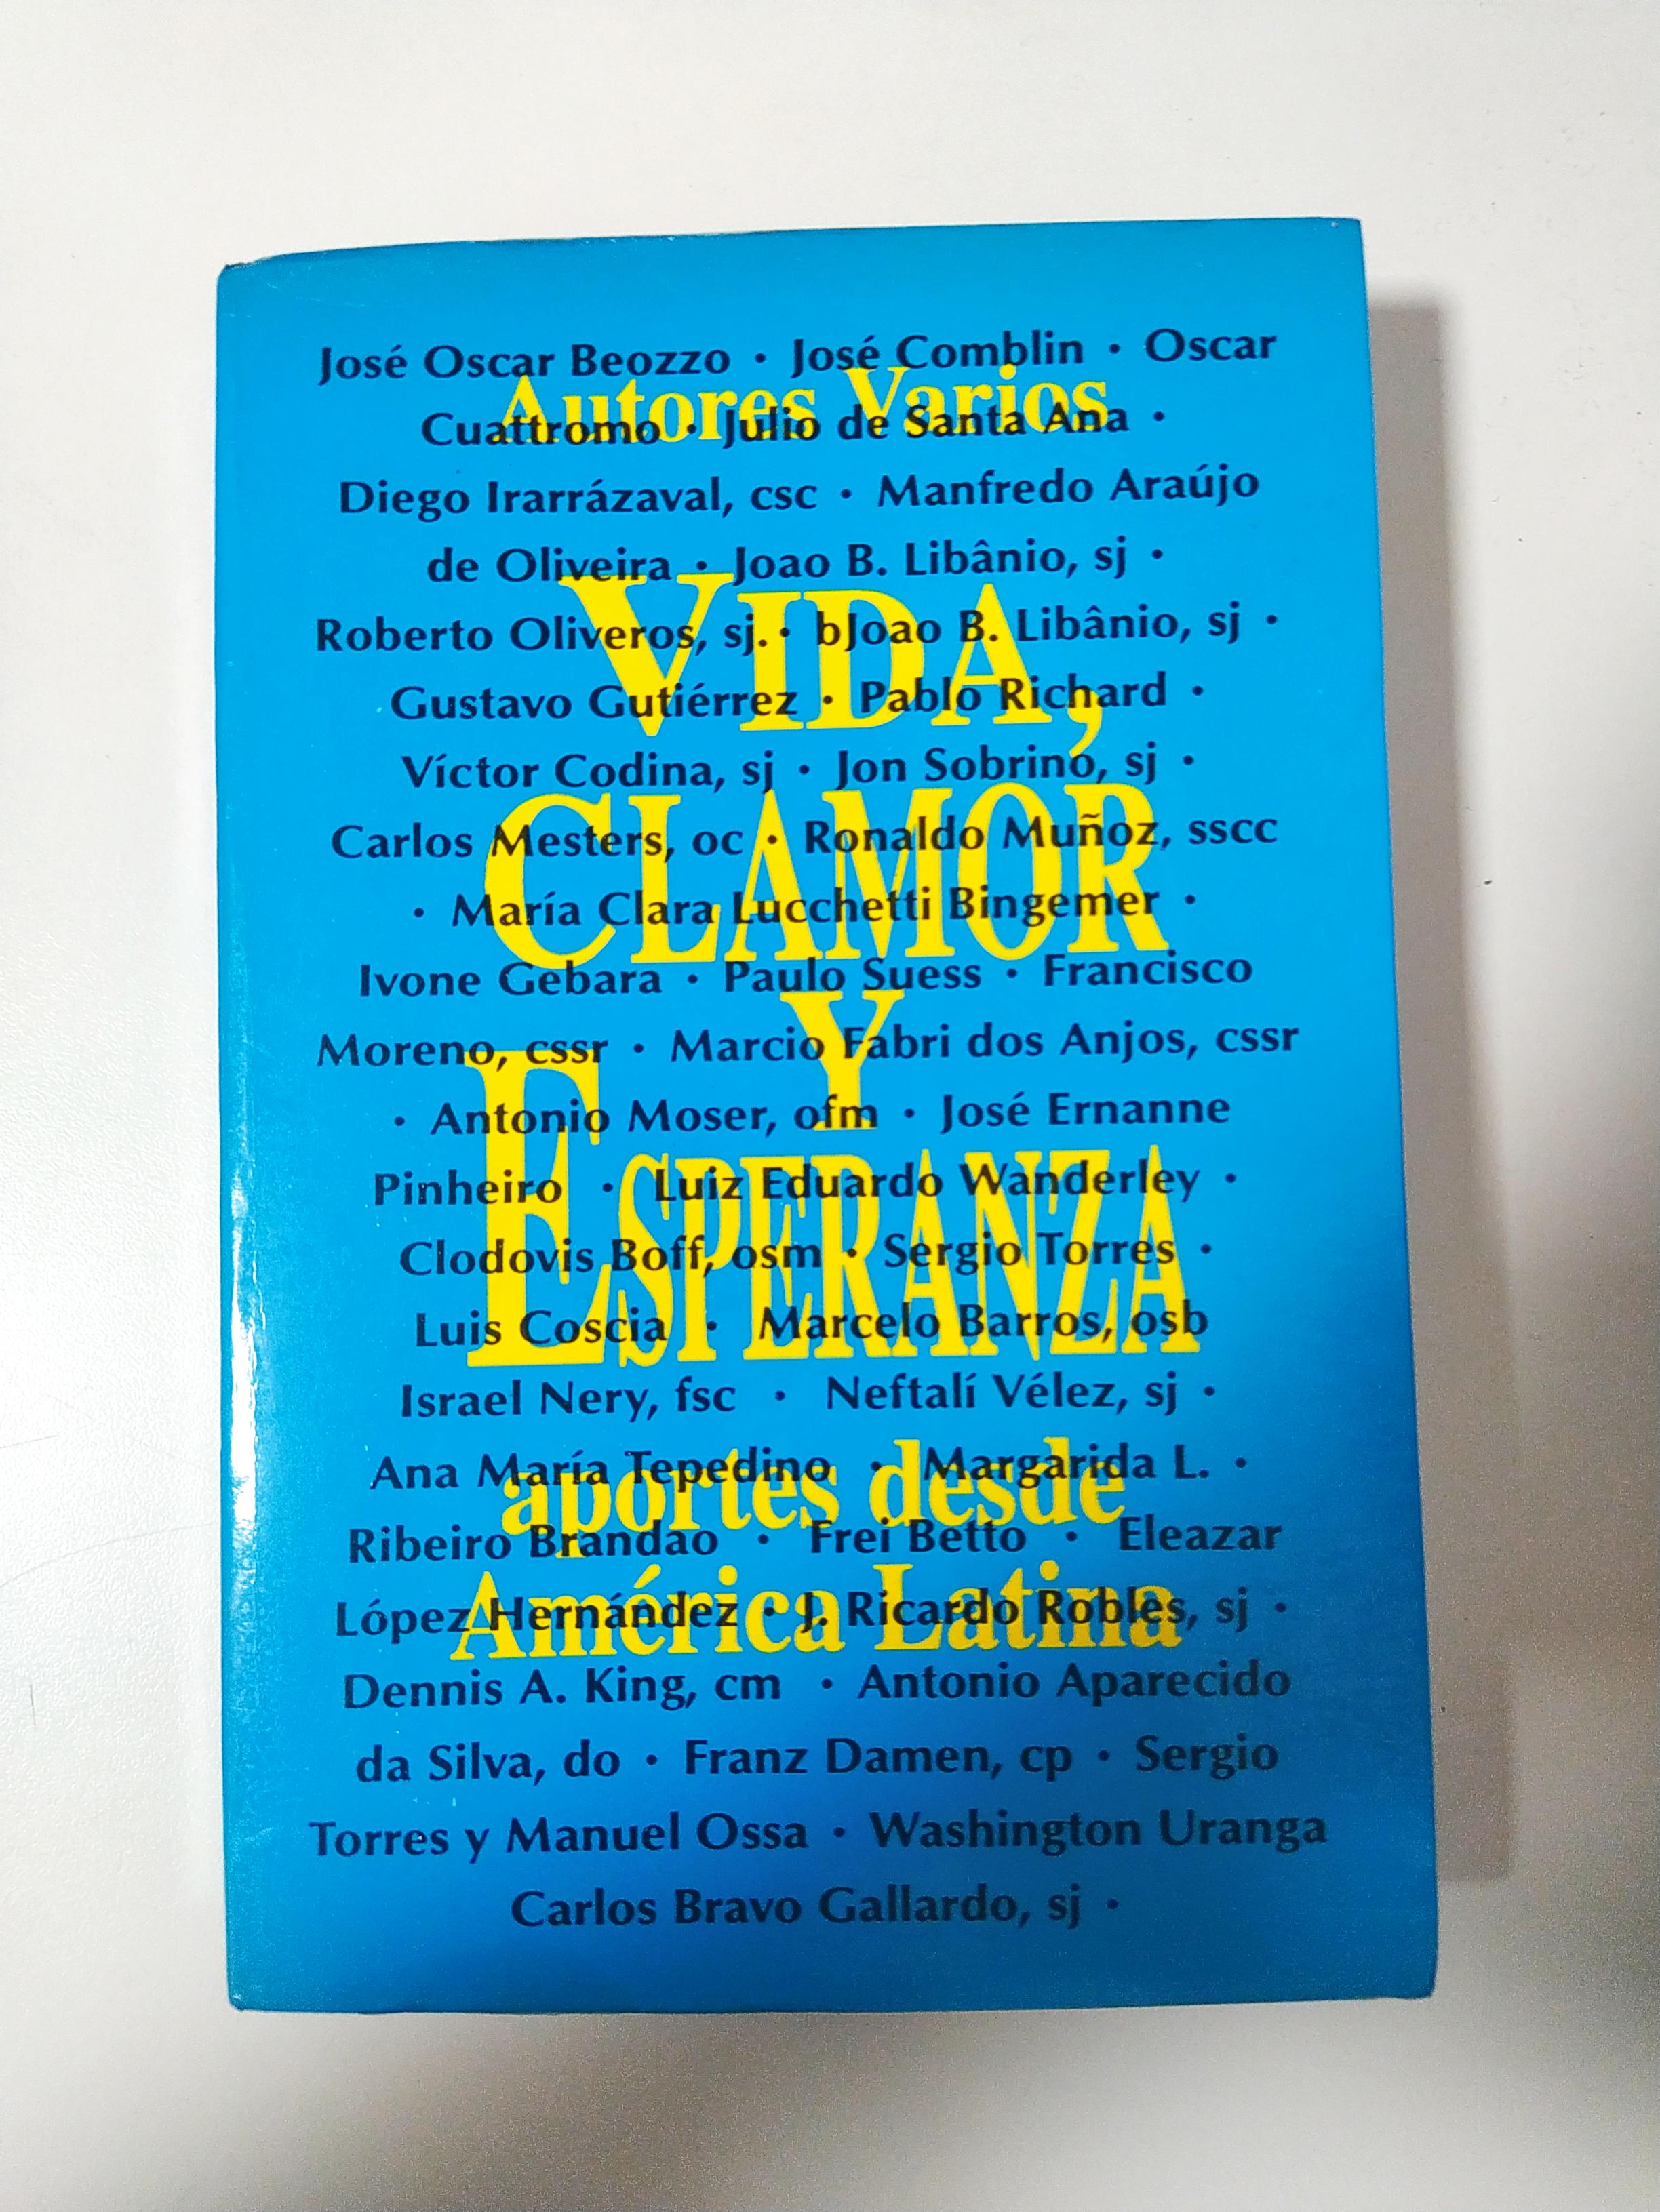 José Oscar Beozzo • José Comblin • Oscar
Autores Varios
Cuattromo • Julio de Santa Ana •
Diego Irarrázaval, csc • Manfredo Araújo
de Oliveira • Joao B. Libânio, sj •
VIDA,
Roberto Oliveros, sj. • bJoao B. Libânio, sj •
Gustavo Gutiérrez • Pablo Richard •
Víctor Codina, sj • Jon Sobrino, sj •
CLAMOR
Carlos Mesters, oc • Ronaldo Muñoz, sscc
• María Clara Lucchetti Bingemer •
Ivone Gebara • Paulo Suess • Francisco
Y
Moreno, cssr • Marcio Fabri dos Anjos, cssr
• Antonio Moser, ofm • José Ernanne
ESPERANZA
Pinheiro • Luiz Eduardo Wanderley •
Clodovis Boff, osm • Sergio Torres •
Luis Coscia • Marcelo Barros, osb
Israel Nery, fsc • Neftalí Vélez, sj •
Ana María Tepedino • Margarida L. •
aportes desde
Ribeiro Brandao • Frei Betto • Eleazar
América Latina
López Hernández • J. Ricardo Robles, sj •
Dennis A. King, cm • Antonio Aparecido
da Silva, do • Franz Damen, cp • Sergio
Torres y Manuel Ossa • Washington Uranga
Carlos Bravo Gallardo, sj •